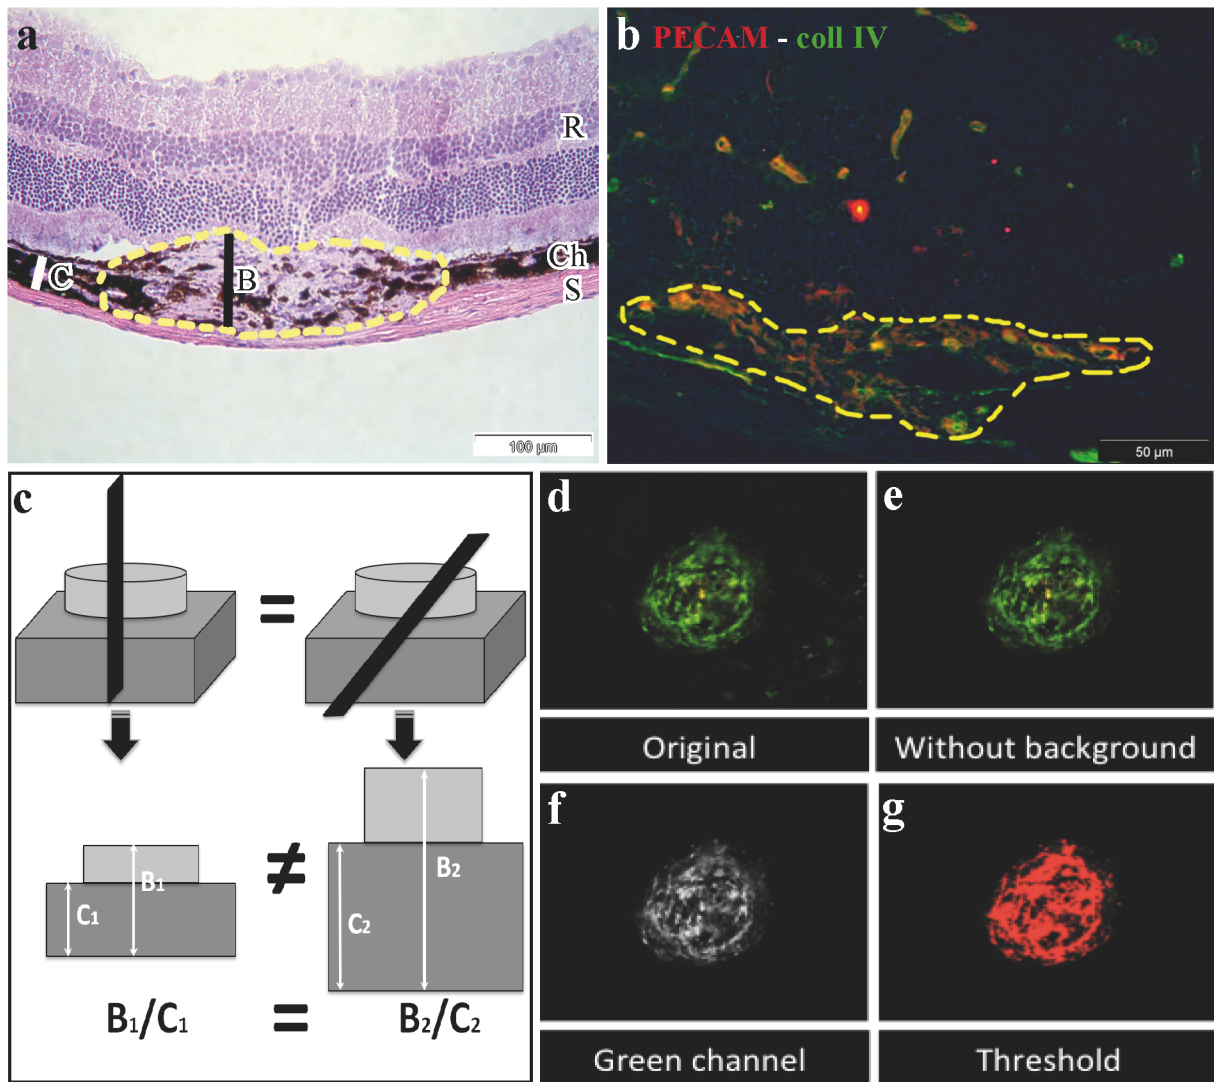 a
R
C
B
Ch
S
100 µm
b PECAM - coll IV
50 µm
c
=
B1
C1
≠
B2
C2
B1/C1 = B2/C2
d
Original
e
Without background
f
Green channel
g
Threshold